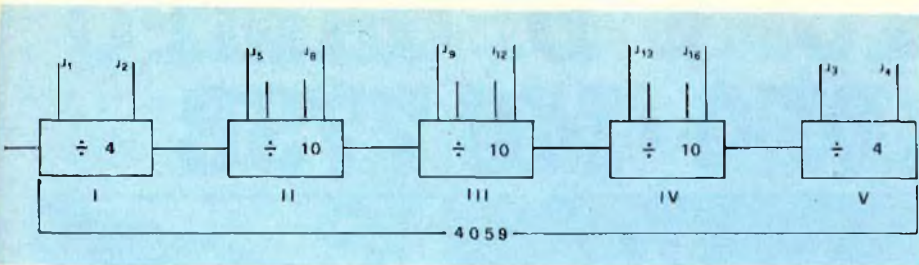 J1 J2 J5 J8 J9 J12 J13 J16 J3 J4
÷ 4 ÷ 10 ÷ 10 ÷ 10 ÷ 4
I II III IV V
4059